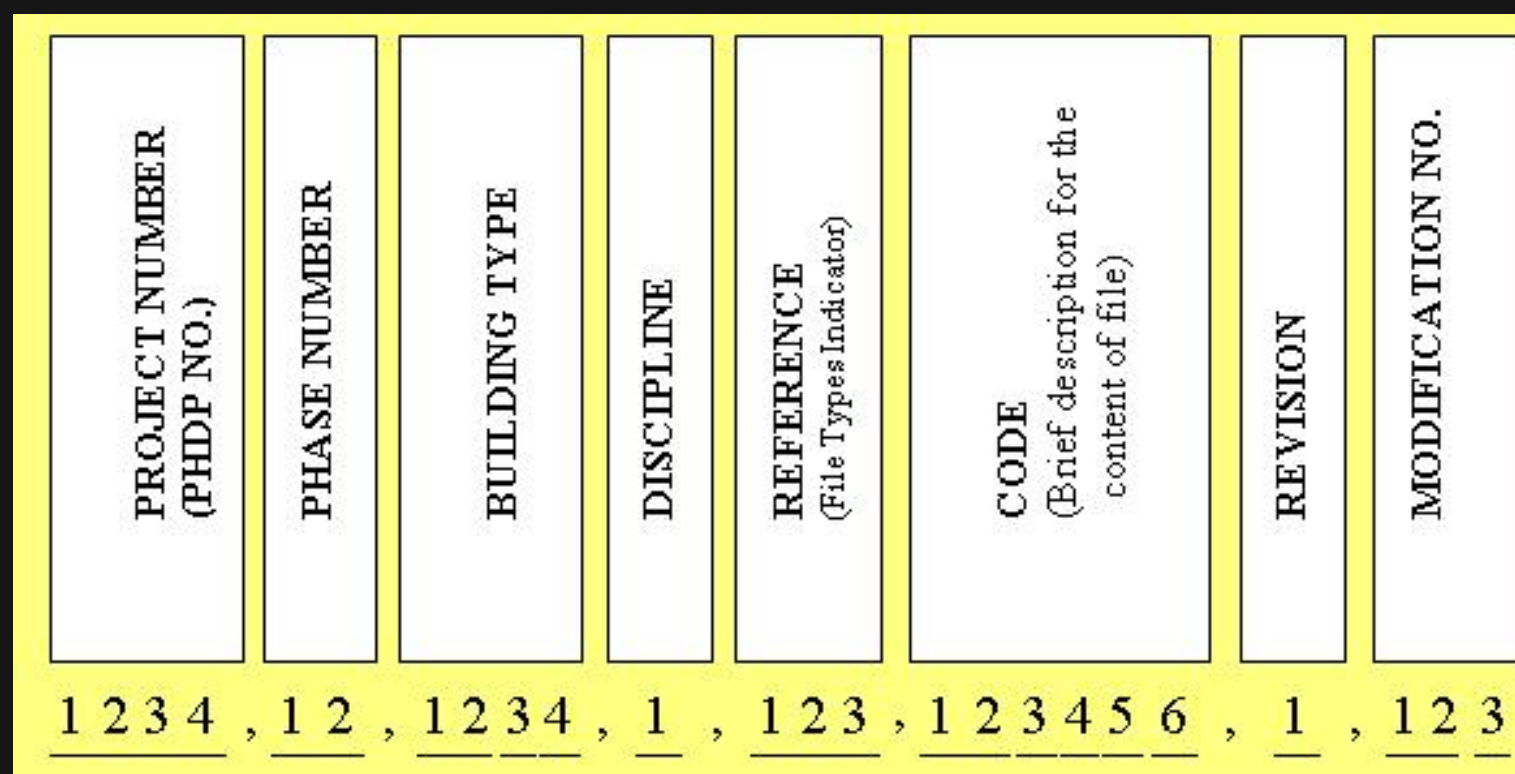 PROJECT NUMBER
(PHDP NO.)
PHASE NUMBER
BUILDING TYPE
DISCIPLINE
REFERENCE
(File Types Indicator)
CODE
(Brief description for the
content of file)
REVISION
MODIFICATION NO.
1 2 3 4 , 1 2 , 1 2 3 4 , 1 , 1 2 3 , 1 2 3 4 5 6 , 1 , 1 2 3